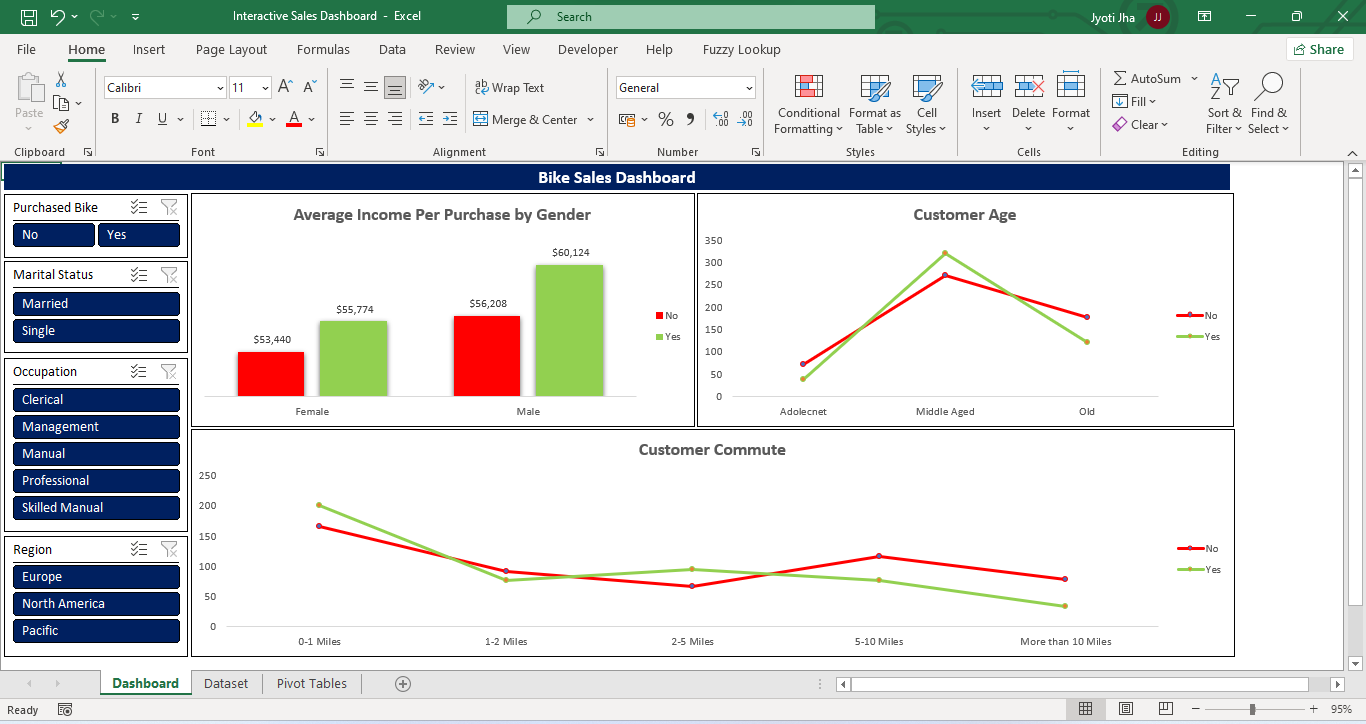 Interactive Sales Dashboard - Excel
Search
Jyoti Jha
JJ
File Home Insert Page Layout Formulas Data Review View Developer Help Fuzzy Lookup
Share
Paste
Clipboard
Calibri 11
B I U
Font
Wrap Text
Merge & Center
Alignment
General
Number
Conditional Formatting
Format as Table
Cell Styles
Styles
Insert
Delete
Format
Cells
AutoSum
Fill
Clear
Sort & Filter
Find & Select
Editing
Bike Sales Dashboard
Purchased Bike
No Yes
Marital Status
Married
Single
Occupation
Clerical
Management
Manual
Professional
Skilled Manual
Region
Europe
North America
Pacific
Average Income Per Purchase by Gender
$60,124
$56,208
$55,774
$53,440
No
Yes
Female Male
Customer Age
350
300
250
200
150
100
50
0
Adolecnet Middle Aged Old
No
Yes
Customer Commute
250
200
150
100
50
0
0-1 Miles 1-2 Miles 2-5 Miles 5-10 Miles More than 10 Miles
No
Yes
Dashboard Dataset Pivot Tables
Ready
95%